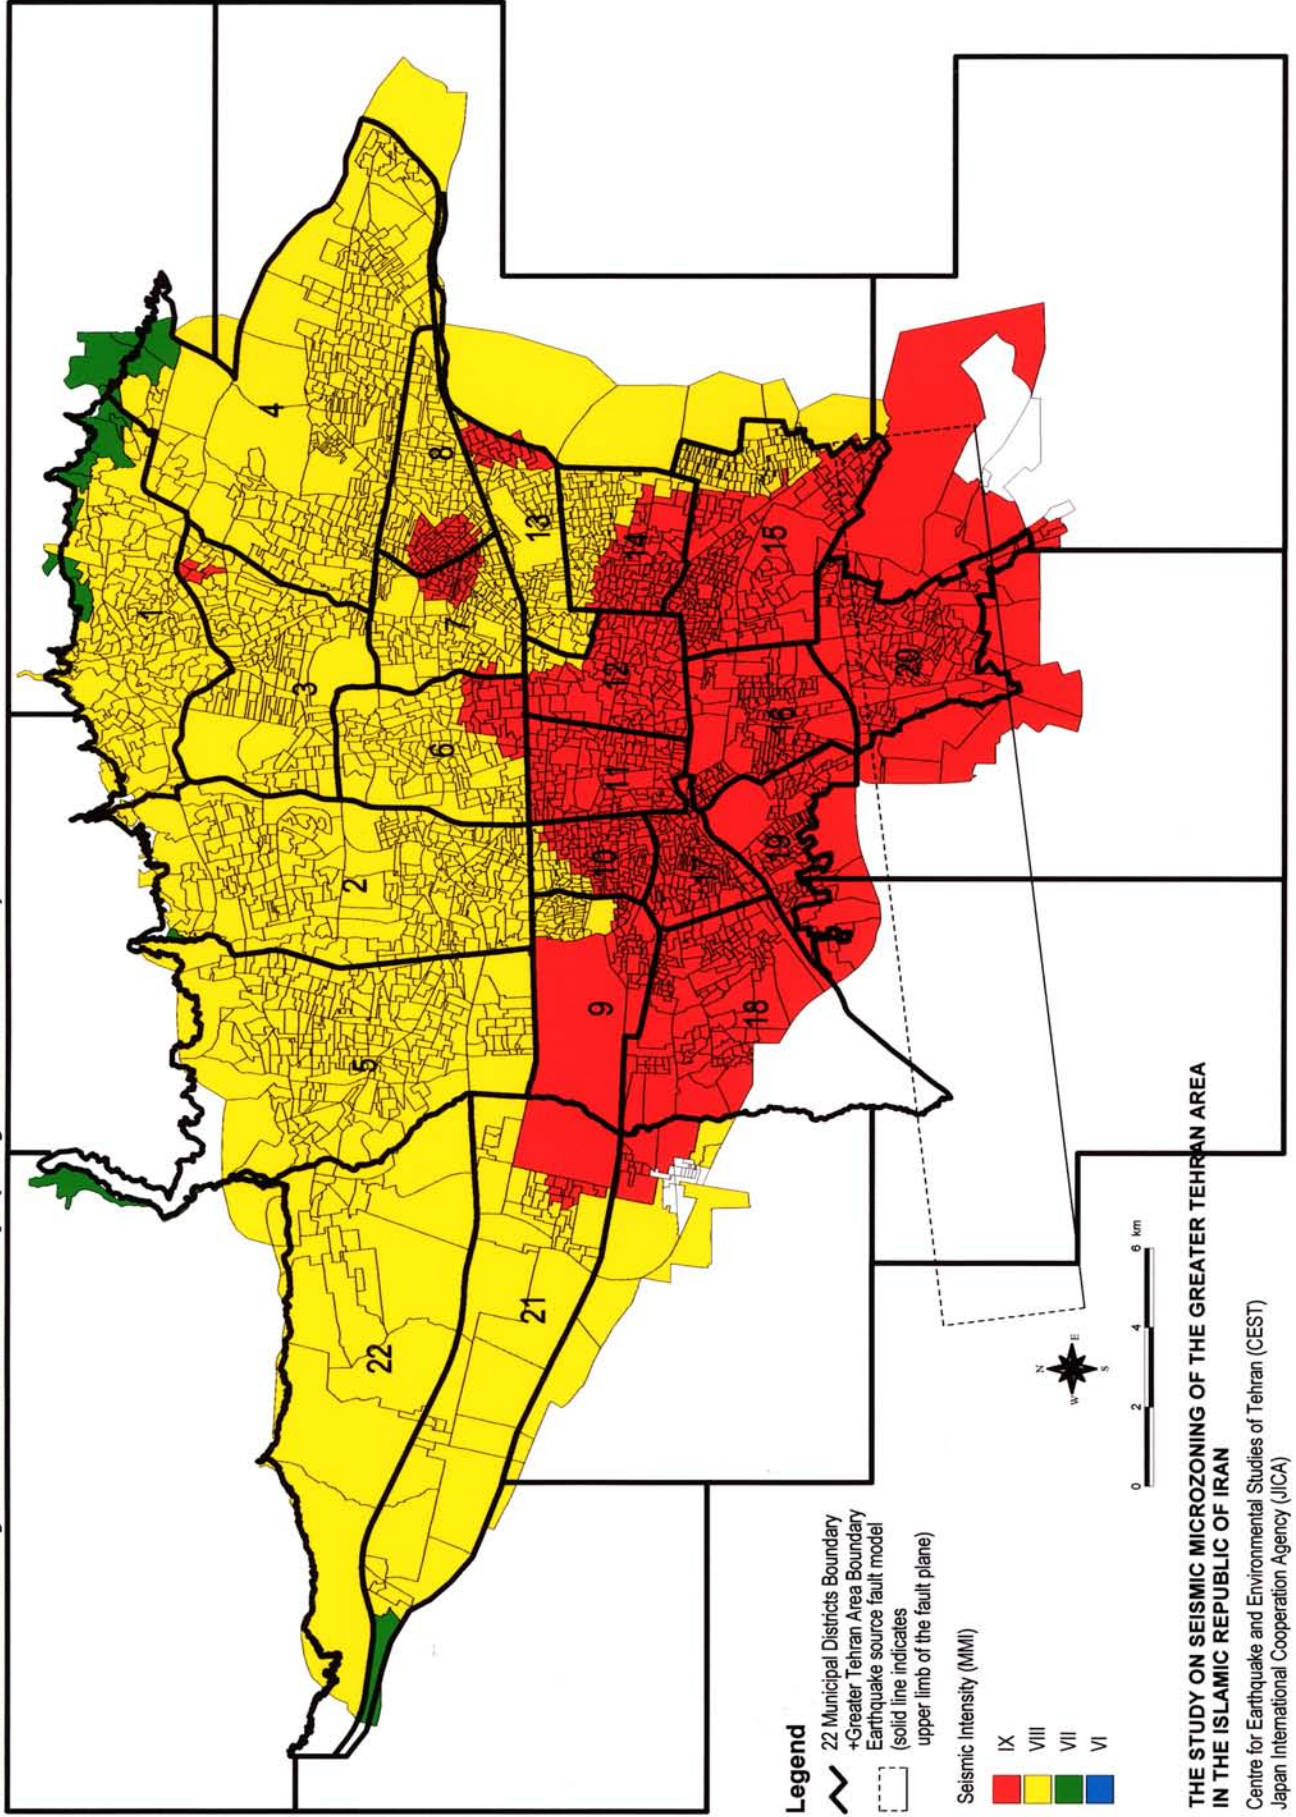 1
2
3
4
5
6
7
8
9
10
11
12
13
14
15
16
17
18
19
20
21
22
N
W
E
S
0 2 4 6 km
Legend
22 Municipal Districts Boundary
+Greater Tehran Area Boundary
Earthquake source fault model
(solid line indicates
upper limb of the fault plane)
Seismic Intensity (MMI)
IX
VIII
VII
VI
THE STUDY ON SEISMIC MICROZONING OF THE GREATER TEHRAN AREA
IN THE ISLAMIC REPUBLIC OF IRAN
Centre for Earthquake and Environmental Studies of Tehran (CEST)
Japan International Cooperation Agency (JICA)